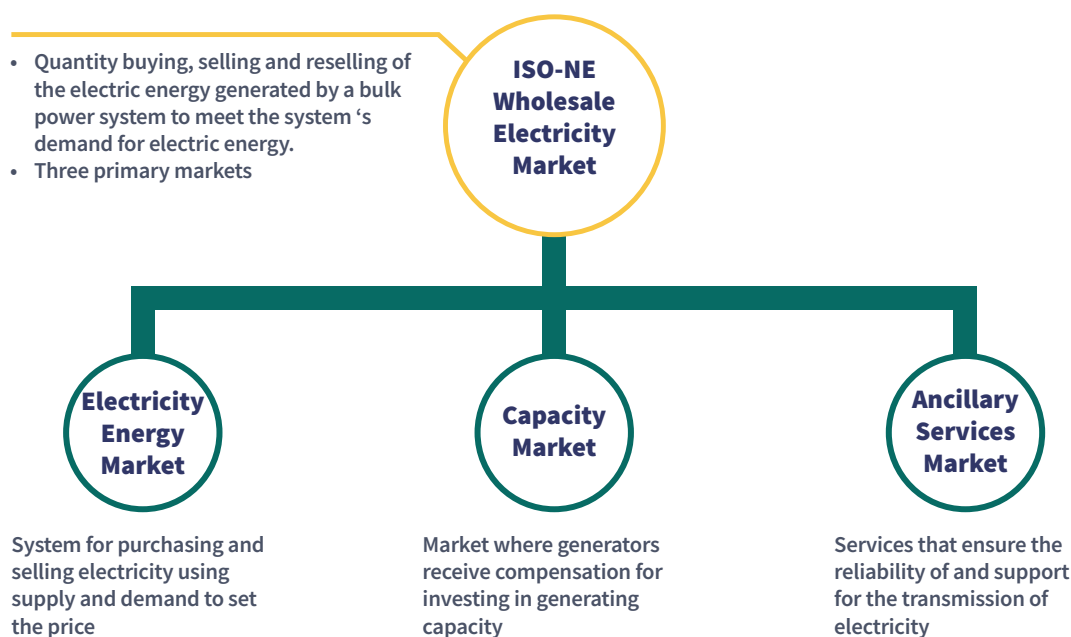 • Quantity buying, selling and reselling of
the electric energy generated by a bulk
power system to meet the system ‘s
demand for electric energy.
• Three primary markets
ISO-NE
Wholesale
Electricity
Market
Electricity
Energy
Market
Capacity
Market
Ancillary
Services
Market
System for purchasing and
selling electricity using
supply and demand to set
the price
Market where generators
receive compensation for
investing in generating
capacity
Services that ensure the
reliability of and support
for the transmission of
electricity